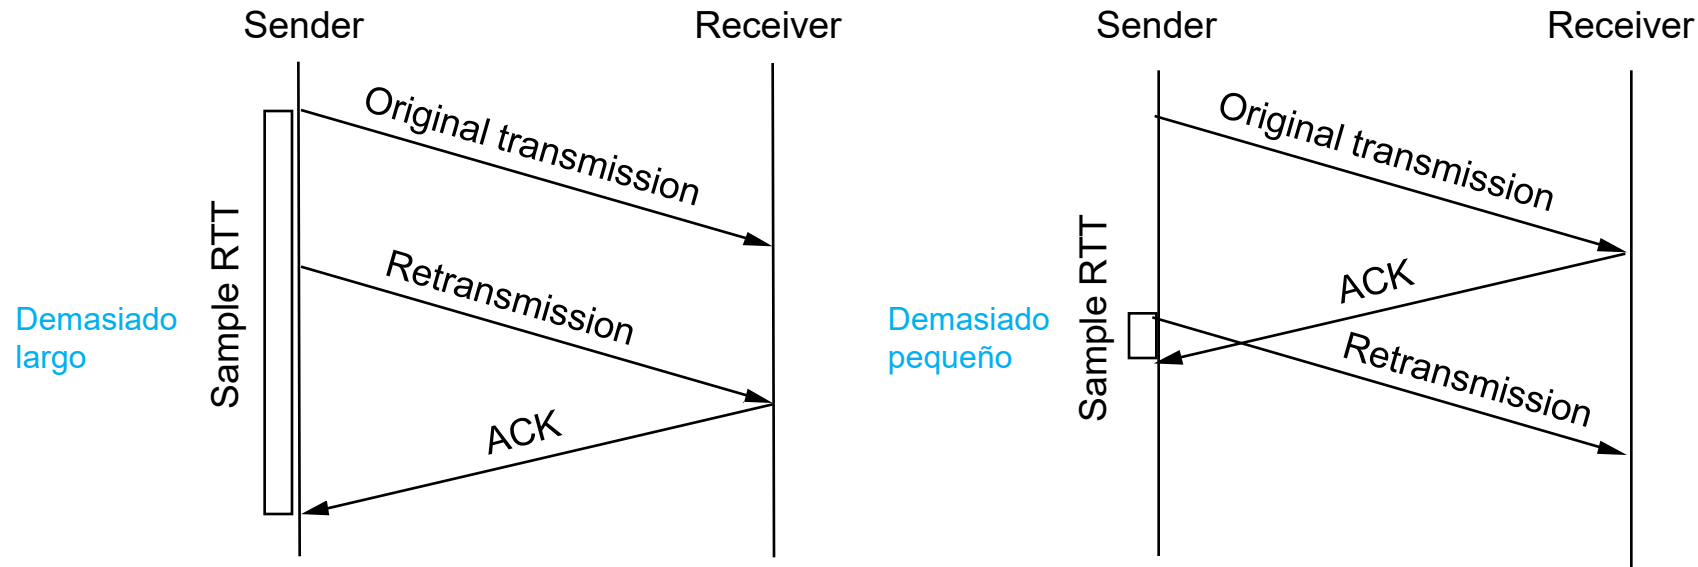 Sender
Receiver
Original transmission
Retransmission
ACK
Sample RTT
Demasiado
largo
Sender
Receiver
Original transmission
ACK
Retransmission
Sample RTT
Demasiado
pequeño